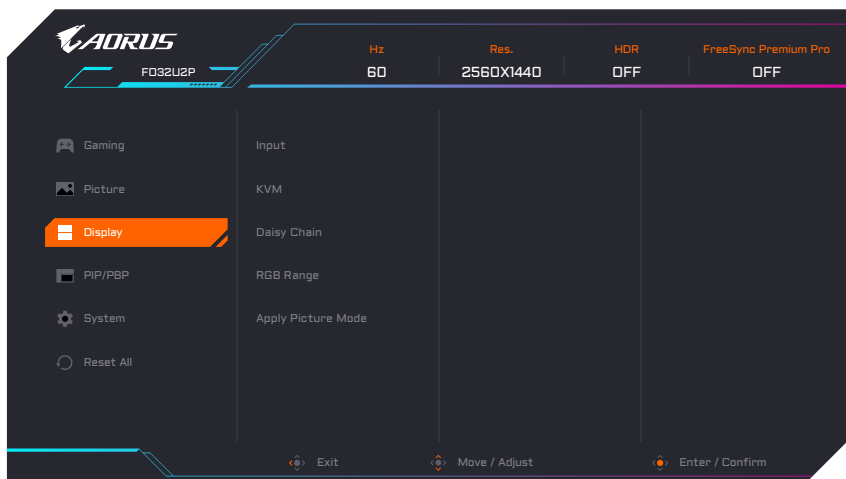 AORUS
FO32U2P
Hz
60
Res.
2560X1440
HDR
OFF
FreeSync Premium Pro
OFF
Gaming
Picture
Display
PIP/PBP
System
Reset All
Input
KVM
Daisy Chain
RGB Range
Apply Picture Mode
Exit
Move / Adjust
Enter / Confirm